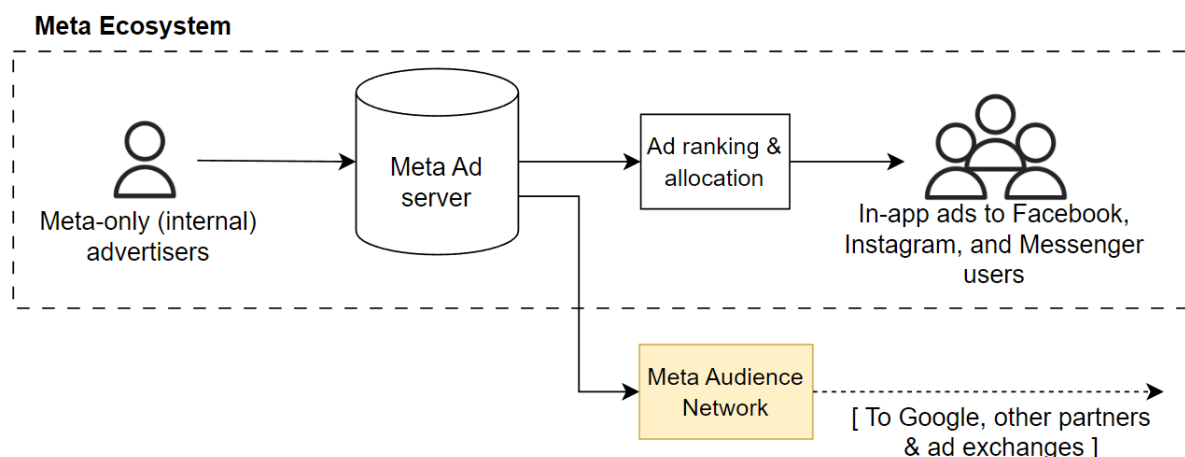 Meta Ecosystem
Meta-only (internal)
advertisers
Meta Ad
server
Ad ranking &
allocation
In-app ads to Facebook,
Instagram, and Messenger
users
Meta Audience
Network
[ To Google, other partners
& ad exchanges ]